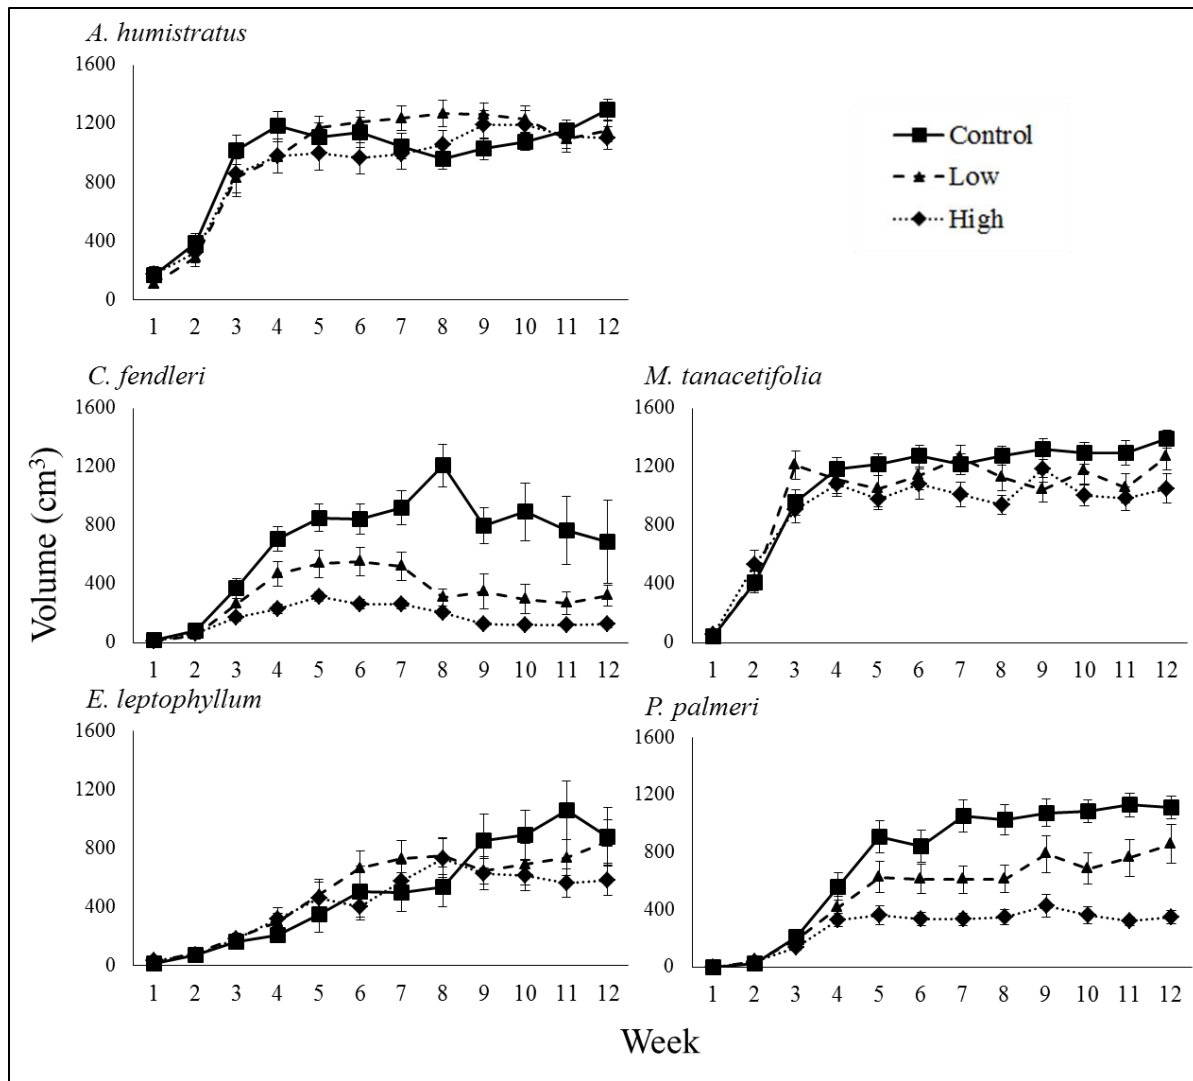 A. humistratus
1600
1200
800
400
0
1 2 3 4 5 6 7 8 9 10 11 12
Control
Low
High
C. fendleri
1600
1200
800
400
0
1 2 3 4 5 6 7 8 9 10 11 12
M. tanacetifolia
1600
1200
800
400
0
1 2 3 4 5 6 7 8 9 10 11 12
Volume (cm³)
E. leptophyllum
1600
1200
800
400
0
1 2 3 4 5 6 7 8 9 10 11 12
P. palmeri
1600
1200
800
400
0
1 2 3 4 5 6 7 8 9 10 11 12
Week